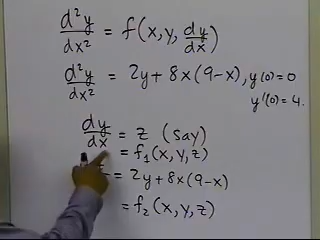 d²y/dx² = f(x, y, dy/dx)
d²y/dx² = 2y + 8x(9-x), y(0) = 0
y'(0) = 4.
dy/dx = z (say)
= f₁(x, y, z)
= 2y + 8x(9-x)
= f₂(x, y, z)